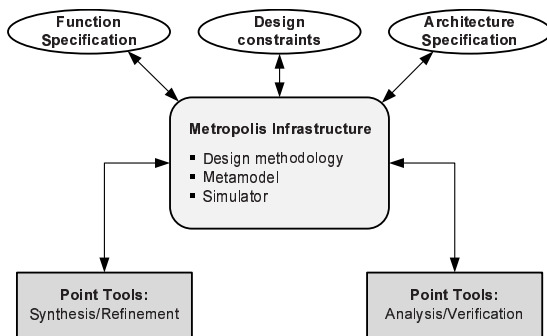 Function
Specification
Design
constraints
Architecture
Specification
Metropolis Infrastructure
▪ Design methodology
▪ Metamodel
▪ Simulator
Point Tools:
Synthesis/Refinement
Point Tools:
Analysis/Verification